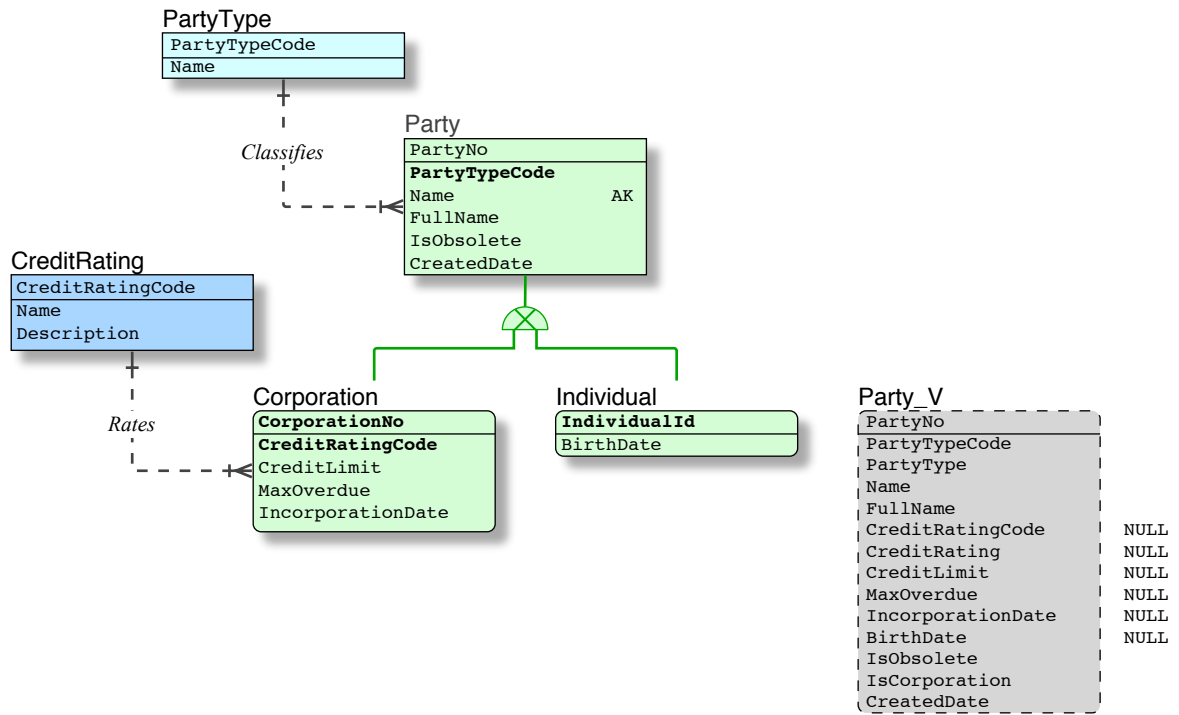 PartyType
PartyTypeCode
Name
Classifies
Party
PartyNo
PartyTypeCode
Name AK
FullName
IsObsolete
CreatedDate
CreditRating
CreditRatingCode
Name
Description
Rates
Corporation
CorporationNo
CreditRatingCode
CreditLimit
MaxOverdue
IncorporationDate
Individual
IndividualId
BirthDate
Party_V
PartyNo
PartyTypeCode
PartyType
Name
FullName
CreditRatingCode NULL
CreditRating NULL
CreditLimit NULL
MaxOverdue NULL
IncorporationDate NULL
BirthDate NULL
IsObsolete
IsCorporation
CreatedDate